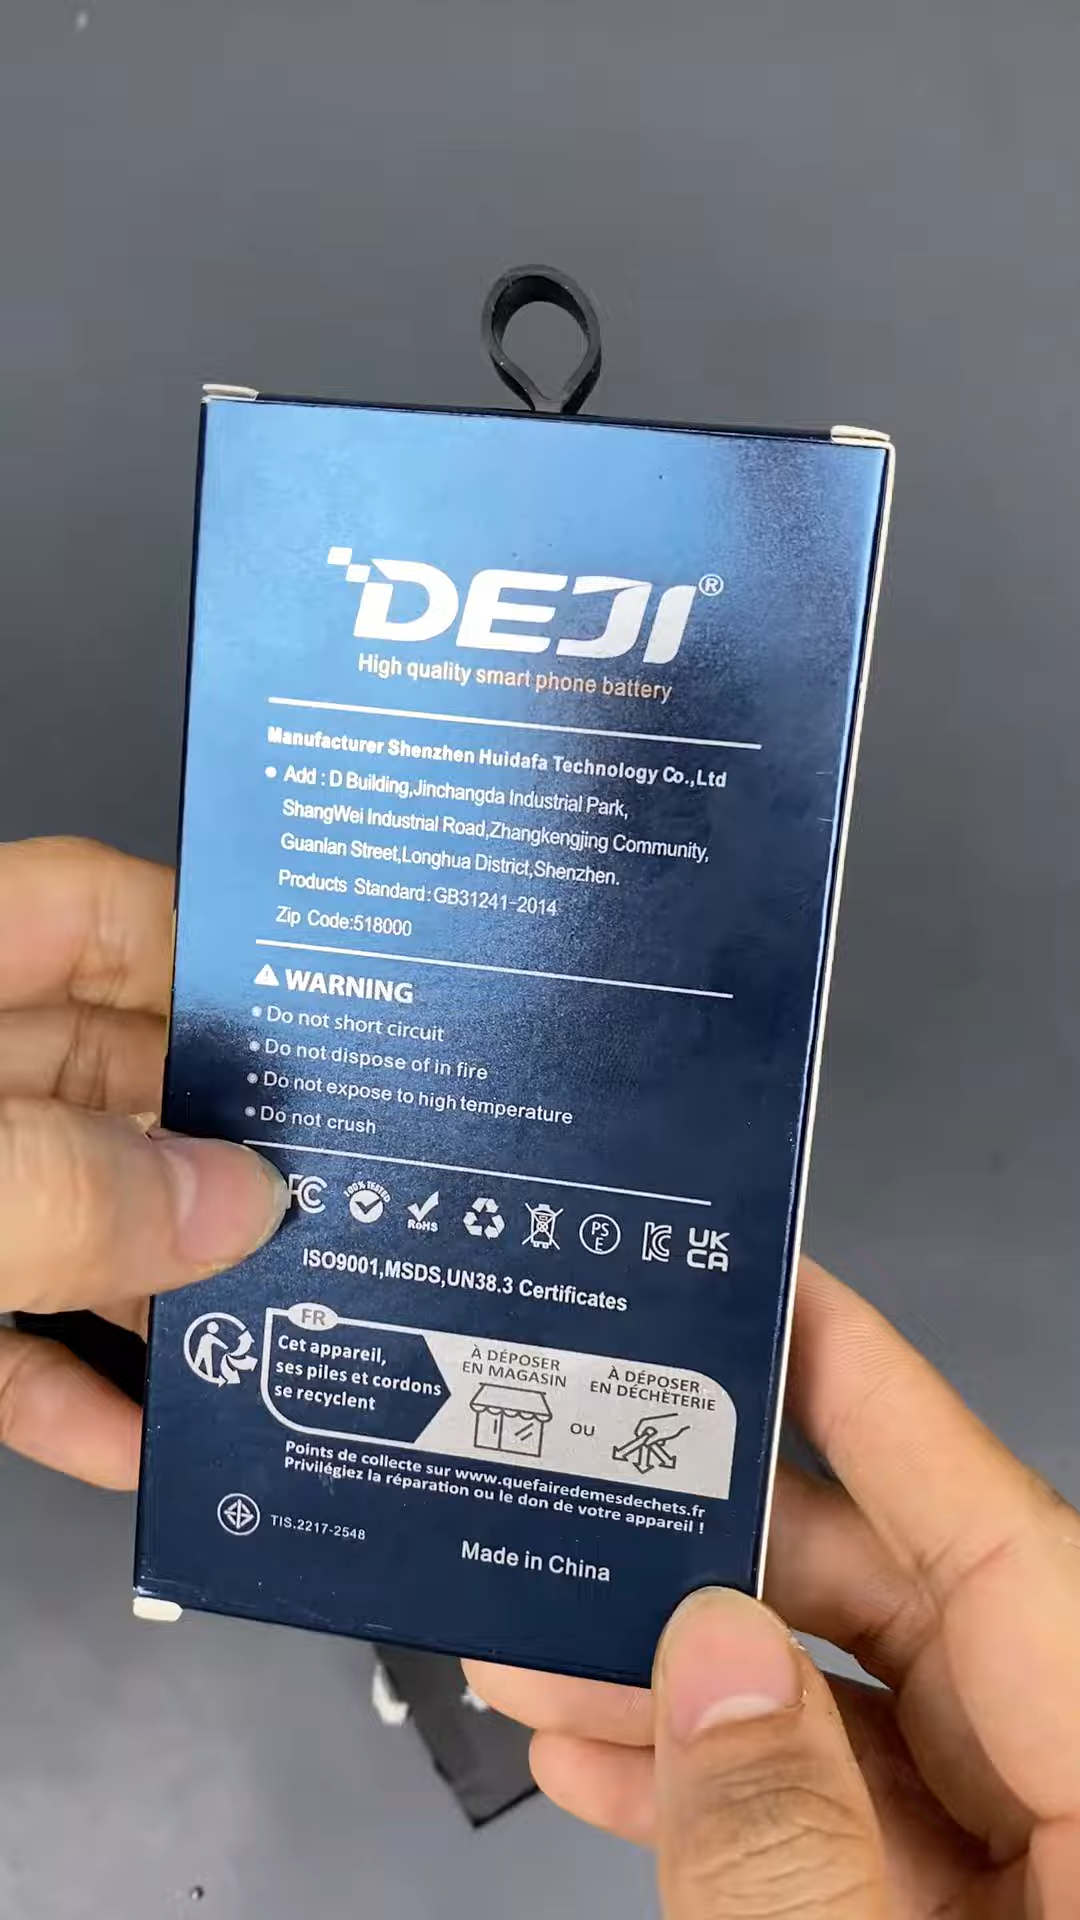 DEJI®
High quality smart phone battery
Manufacturer Shenzhen Huidafa Technology Co.,Ltd
• Add : D Building,Jinchangda Industrial Park,
ShangWei Industrial Road,Zhangkengjing Community,
Guanlan Street,Longhua District,Shenzhen.
Products Standard:GB31241-2014
Zip Code:518000
WARNING
• Do not short circuit
• Do not dispose of in fire
• Do not expose to high temperature
• Do not crush
FC 100% TESTED RoHS PS E KC UK CA
ISO9001,MSDS,UN38.3 Certificates
FR
Cet appareil,
ses piles et cordons
se recyclent
À DÉPOSER
EN MAGASIN
OU
À DÉPOSER
EN DÉCHÈTERIE
Points de collecte sur www.quefairedemesdechets.fr
Privilégiez la réparation ou le don de votre appareil !
TIS.2217-2548
Made in China